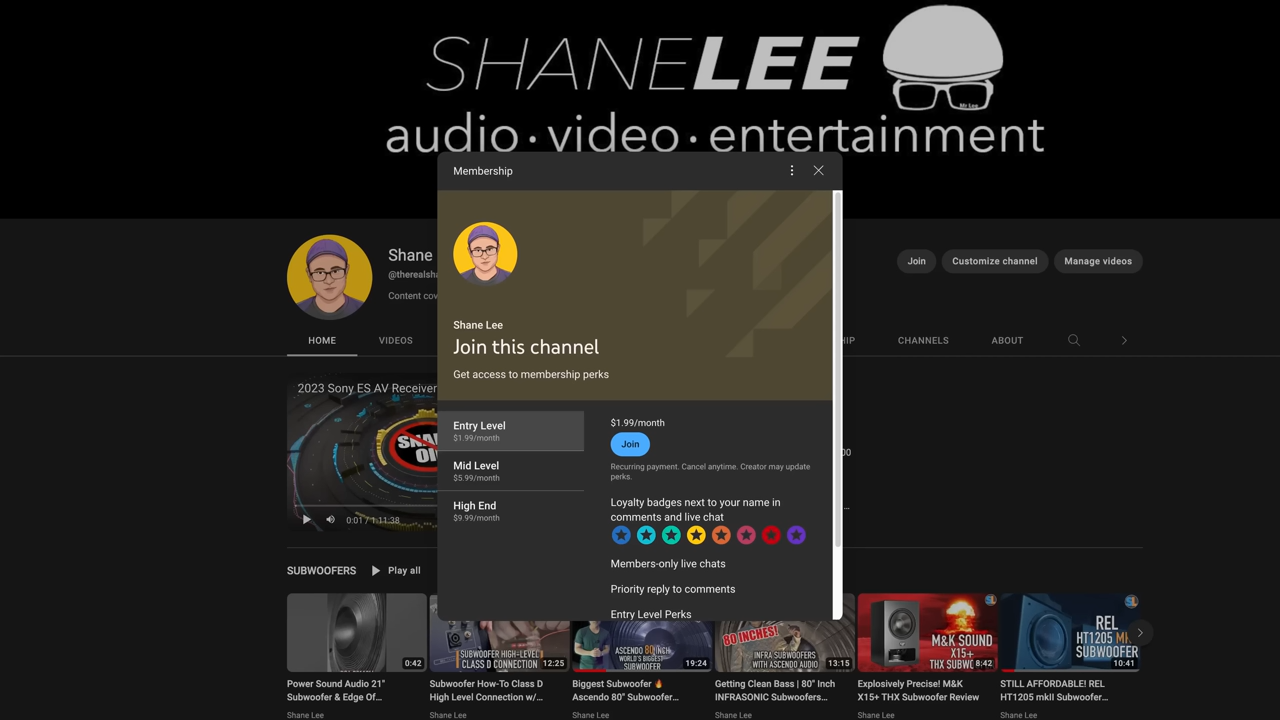 SHANELEE
Mr Lee
audio·video·entertainment
Membership
Shane Lee
Join this channel
Get access to membership perks
Shane
@therealsha
Content cov
Join
Customize channel
Manage videos
HOME
VIDEOS
HIP
CHANNELS
ABOUT
Entry Level
$1.99/month
Mid Level
$5.99/month
High End
$9.99/month
$1.99/month
Join
Recurring payment. Cancel anytime. Creator may update
perks.
Loyalty badges next to your name in
comments and live chat
Members-only live chats
Priority reply to comments
Entry Level Perks
2023 Sony ES AV Receiver
0:01 / 1:11:38
00
...
SUBWOOFERS
Play all
0:42
SUBWOOFER HIGH-LEVEL
CLASS D CONNECTION
12:25
ASCENDO 80 INCH
WORLD'S BIGGEST
SUBWOOFER
19:24
80 INCHES!
INFRA SUBWOOFERS
WITH ASCENDO AUDIO
13:15
SL
M&K SOUND
X15+
THX SUBWO
8:42
SL
REL
HT1205 MK
SUBWOOFER
10:41
Power Sound Audio 21"
Subwoofer & Edge Of...
Shane Lee
Subwoofer How-To Class D
High Level Connection w/...
Shane Lee
Biggest Subwoofer 🔥
Ascendo 80" Subwoofer...
Shane Lee
Getting Clean Bass | 80" Inch
INFRASONIC Subwoofers...
Shane Lee
Explosively Precise! M&K
X15+ THX Subwoofer Review
Shane Lee
STILL AFFORDABLE! REL
HT1205 mkII Subwoofer...
Shane Lee